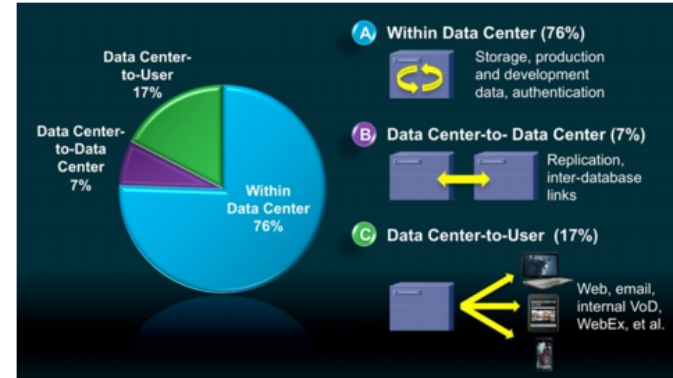 Data Center-
to-User
17%
Data Center-
to-Data
Center
7%
Within
Data Center
76%
A Within Data Center (76%)
Storage, production
and development
data, authentication
B Data Center-to- Data Center (7%)
Replication,
inter-database
links
C Data Center-to-User (17%)
Web, email,
internal VoD,
WebEx, et al.